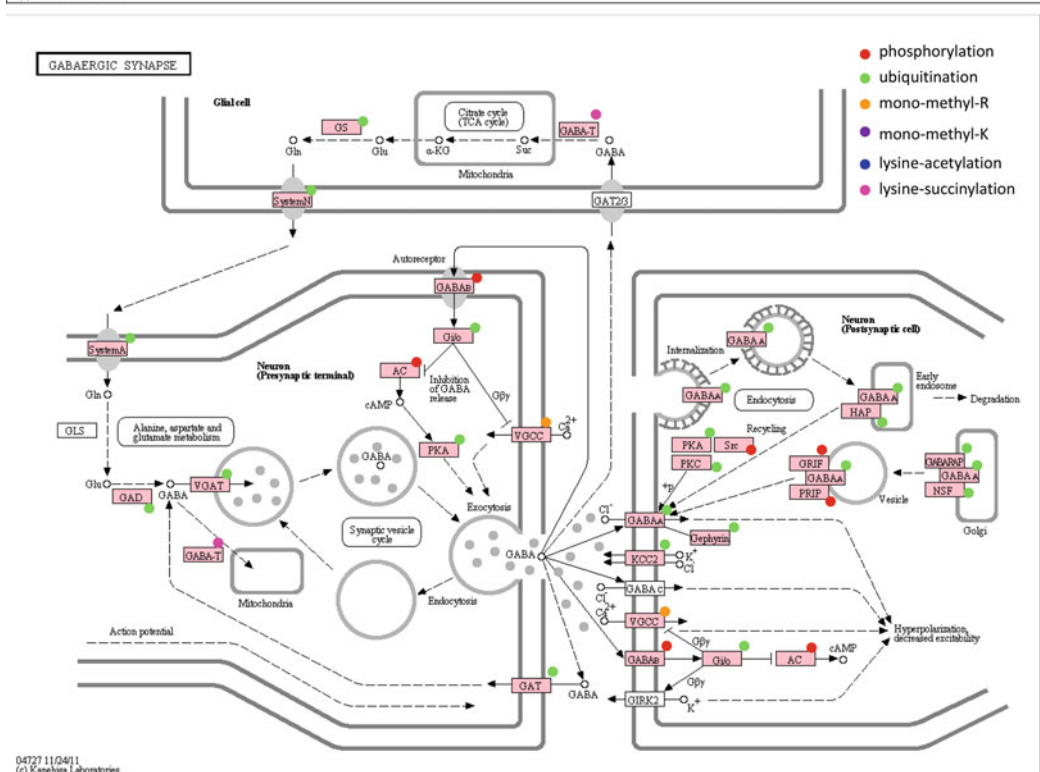 GABAERGIC SYNAPSE
phosphorylation
ubiquitination
mono-methyl-R
mono-methyl-K
lysine-acetylation
lysine-succinylation
Glial cell
Citrate cycle
(TCA cycle)
GS
GABA-T
Gln
Glu
α-KG
Suc
GABA
Mitochondria
SystemN
GAT2/3
Autoreceptor
GABAB
Gi/o
SystemA
Neuron
(Presynaptic terminal)
AC
Inhibition
of GABA
release
Gβγ
cAMP
VGCC
Ca2+
PKA
Gln
GLS
Alanine, aspartate and
glutamate metabolism
Glu
GABA
VGAT
GAD
GABA
Exocytosis
Synaptic vesicle
cycle
GABA-T
Mitochondria
Endocytosis
GABA
Action potential
GAT
GABA
Neuron
(Postsynaptic cell)
GABAA
Internalization
GABAA
Endocytosis
Early
endosome
GABAA
HAP
Degradation
Recycling
PKA
Src
PKC
+p
GRIF
GABAA
PRIP
Vesicle
GABARAP
GABAA
NSF
Golgi
Cl-
GABAA
Gephyrin
KCC2
K+
Cl-
GABAC
Cl-
Ca2+
VGCC
Hyperpolarization,
decreased excitability
Gβγ
GABAB
Gi/o
AC
cAMP
Gβγ
GIRK2
K+
04727 11/24/11
(c) Kanehisa Laboratories